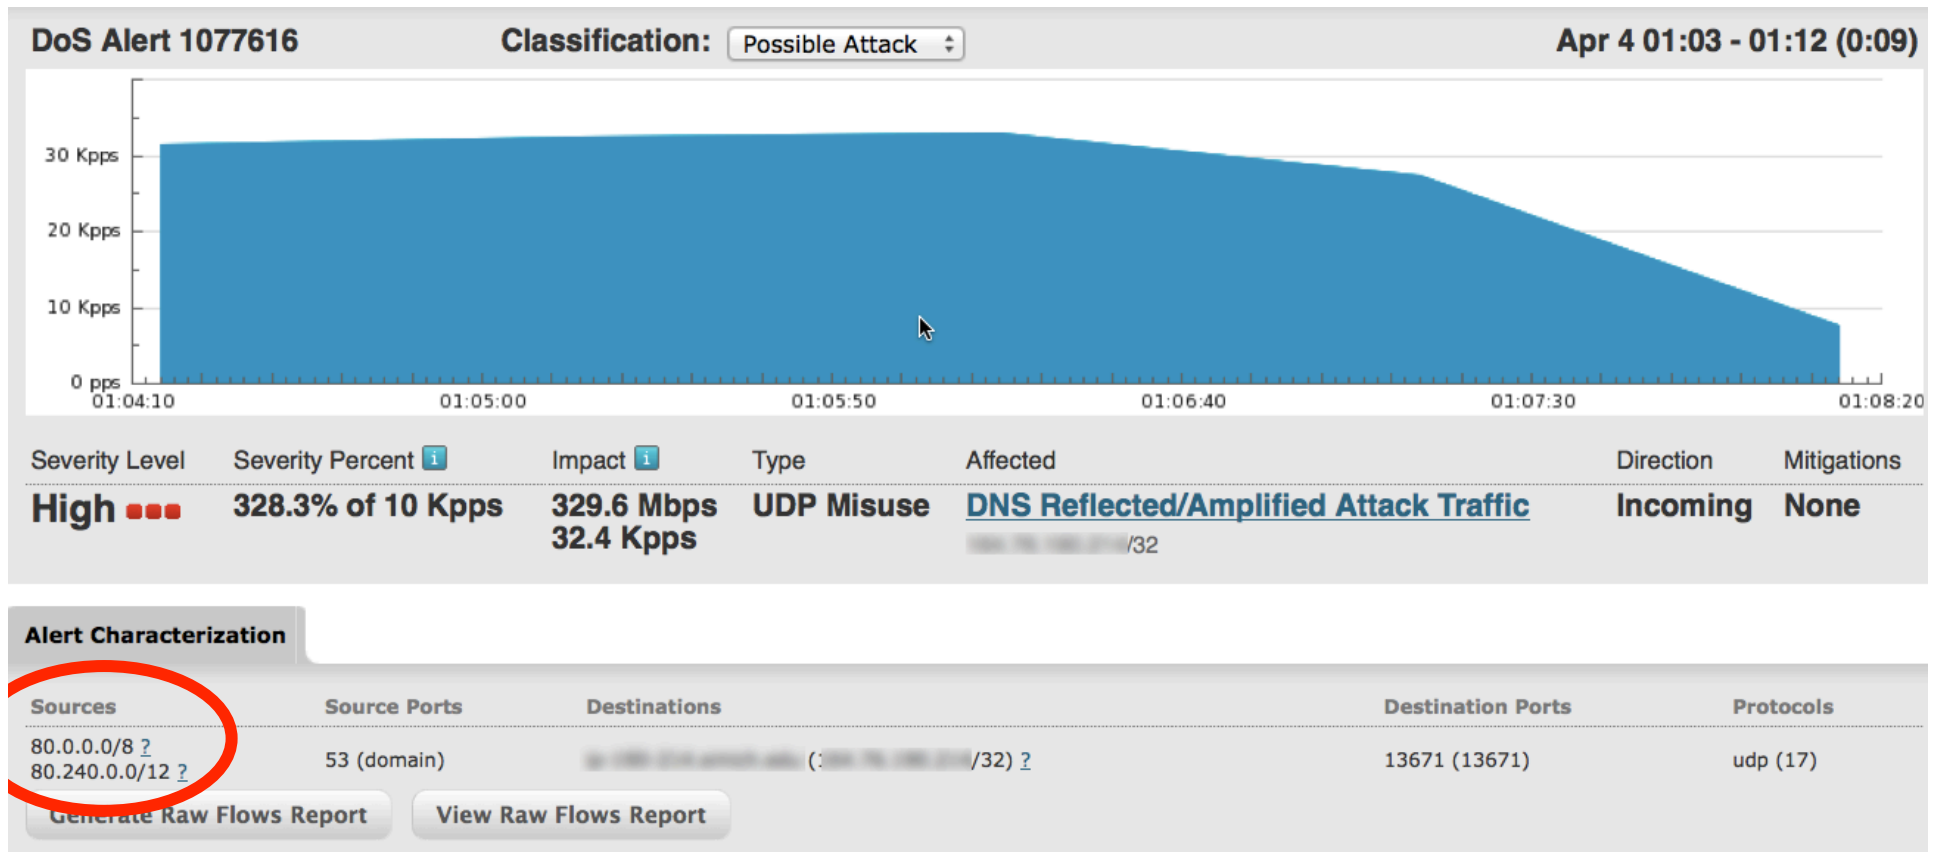 DoS Alert 1077616 Classification: Possible Attack Apr 4 01:03 - 01:12 (0:09)
30 Kpps
20 Kpps
10 Kpps
0 pps
01:04:10 01:05:00 01:05:50 01:06:40 01:07:30 01:08:20
Severity Level Severity Percent i Impact i Type Affected Direction Mitigations
High 328.3% of 10 Kpps 329.6 Mbps UDP Misuse DNS Reflected/Amplified Attack Traffic Incoming None
32.4 Kpps /32
Alert Characterization
Sources Source Ports Destinations Destination Ports Protocols
80.0.0.0/8 ?
80.240.0.0/12 ? 53 (domain) ( /32) ? 13671 (13671) udp (17)
Generate Raw Flows Report View Raw Flows Report